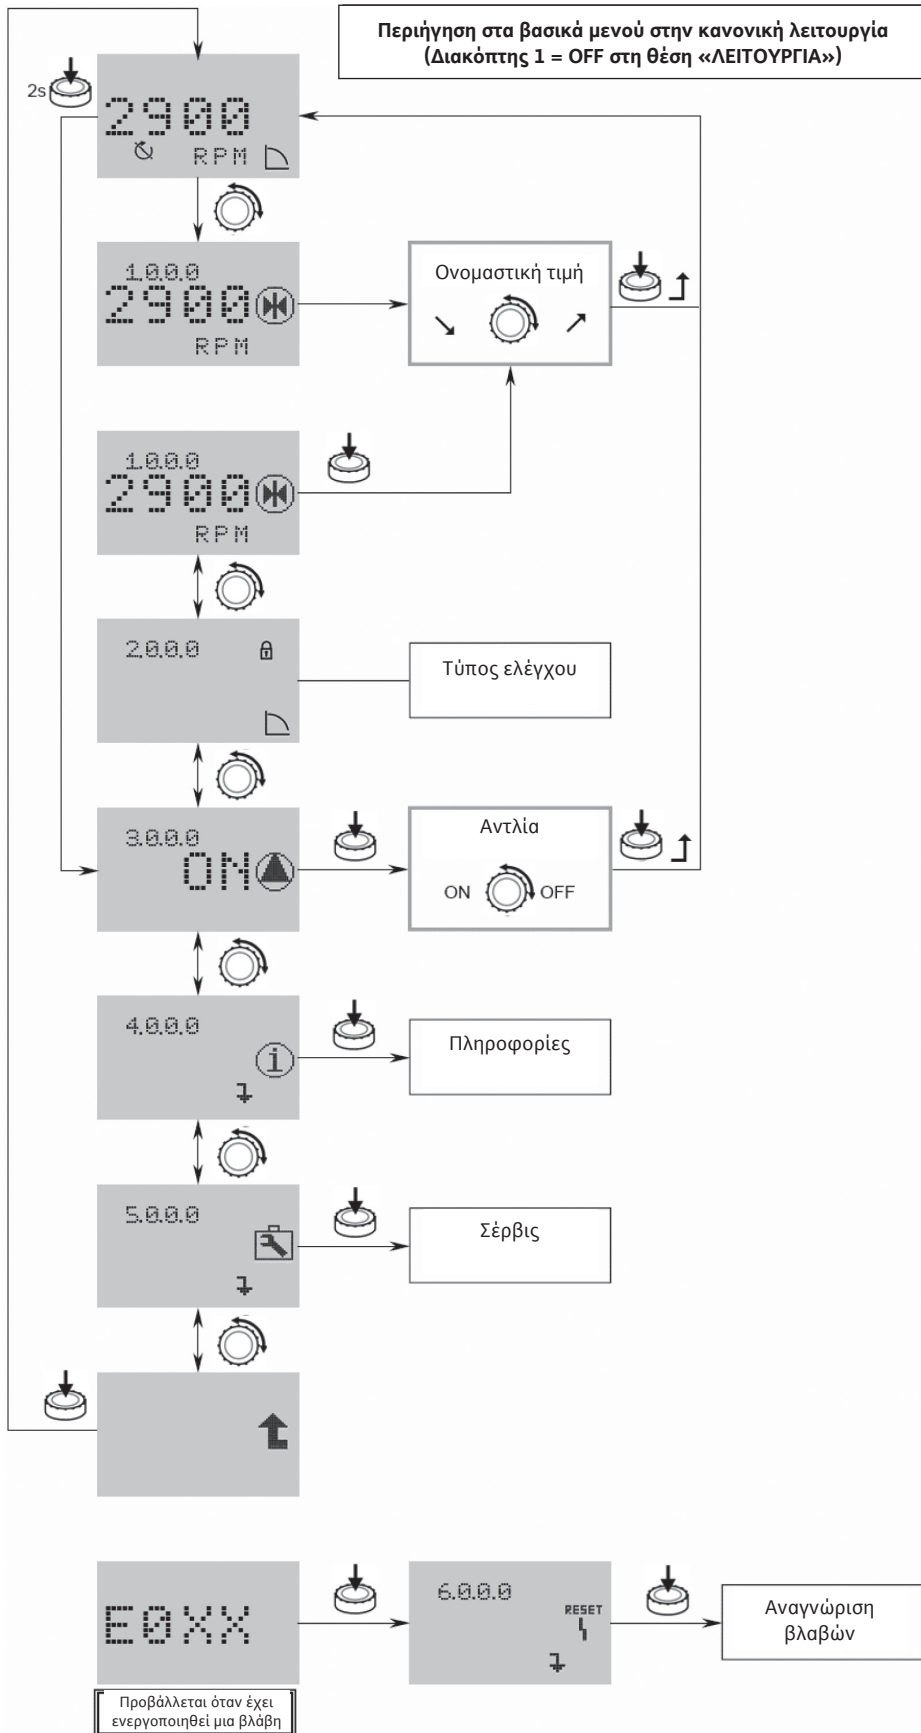 Περιήγηση στα βασικά μενού στην κανονική λειτουργία
(Διακόπτης 1 = OFF στη θέση «ΛΕΙΤΟΥΡΓΙΑ»)
2s
2900
RPM
1.0.0.0
2900
RPM
Ονομαστική τιμή
1.0.0.0
2900
RPM
2.0.0.0
Τύπος ελέγχου
3.0.0.0
ON
Αντλία
ON OFF
4.0.0.0
Πληροφορίες
5.0.0.0
Σέρβις
E0XX
6.0.0.0
RESET
Αναγνώριση
βλαβών
Προβάλλεται όταν έχει
ενεργοποιηθεί μια βλάβη